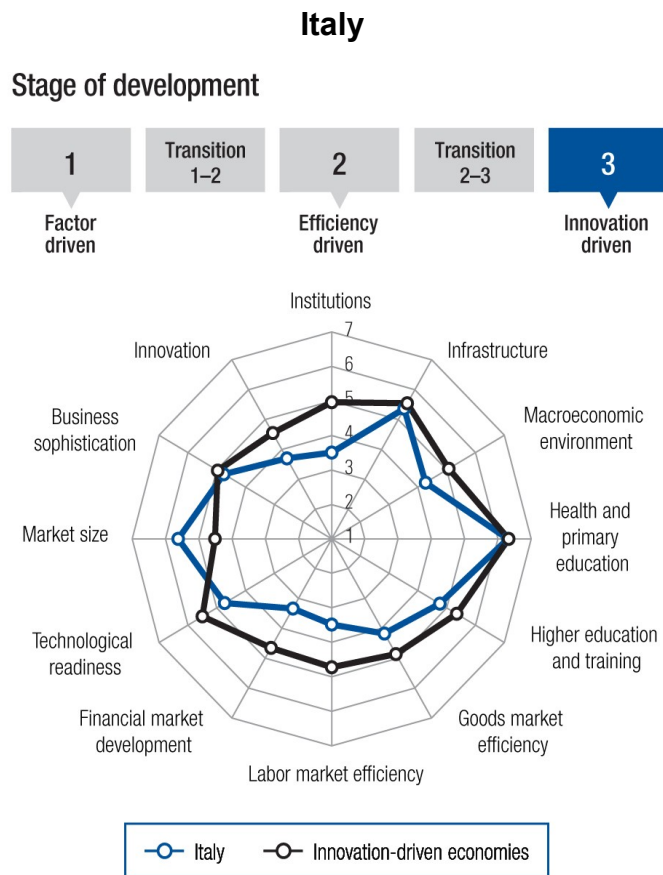 Italy
Stage of development
1
Transition
1–2
2
Transition
2–3
3
Factor
driven
Efficiency
driven
Innovation
driven
Institutions
Infrastructure
Macroeconomic
environment
Health and
primary
education
Higher education
and training
Goods market
efficiency
Labor market efficiency
Financial market
development
Technological
readiness
Market size
Business
sophistication
Innovation
7
6
5
4
3
2
1
Italy
Innovation-driven economies